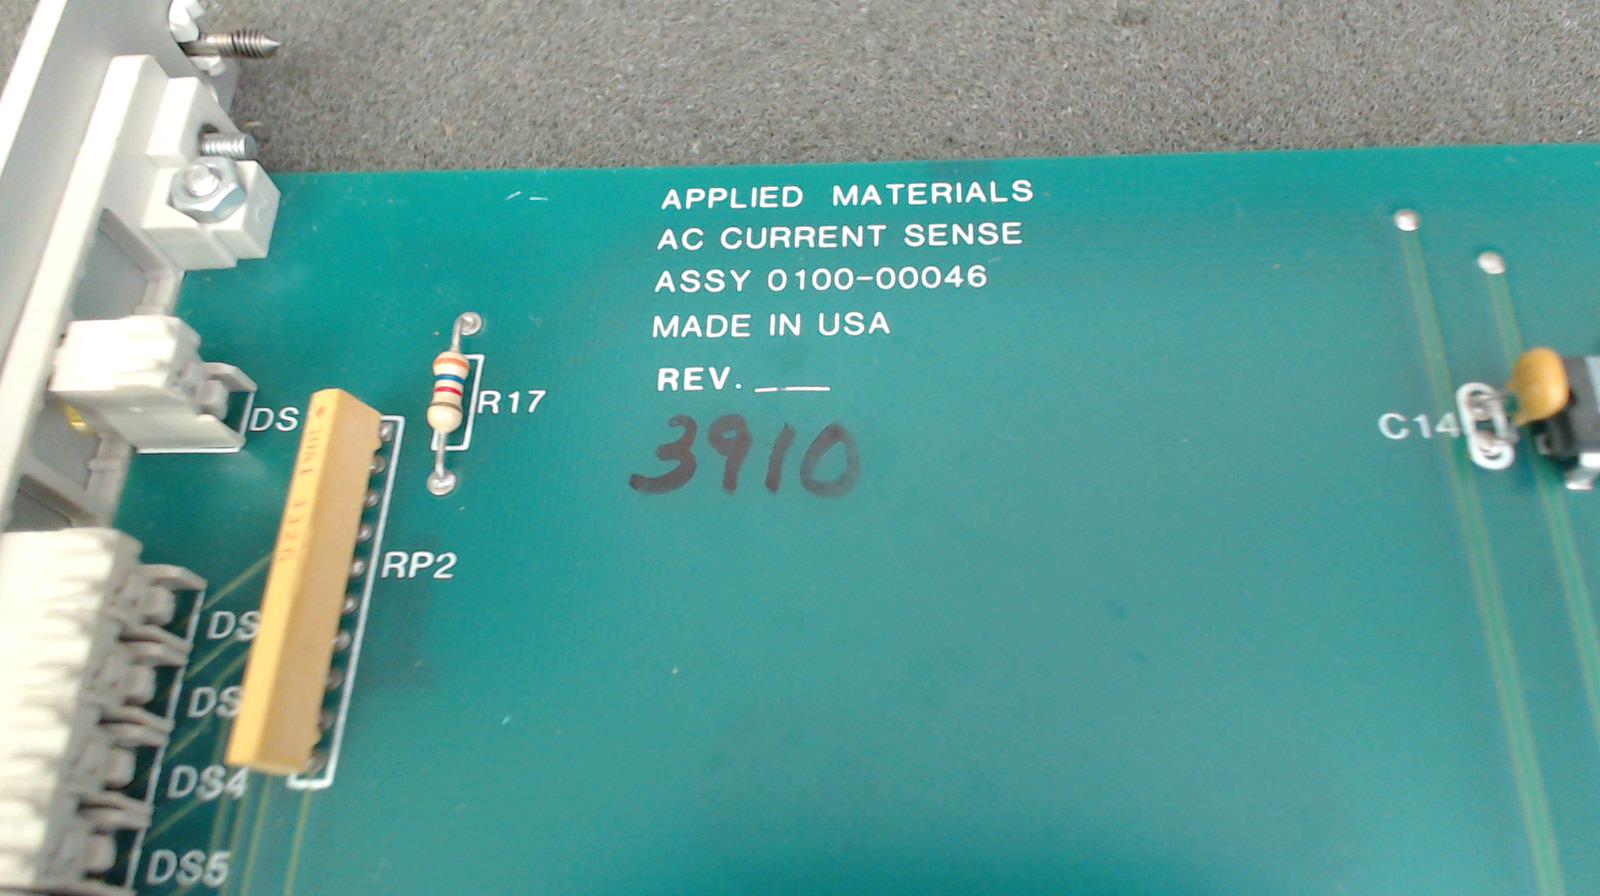 APPLIED MATERIALS
AC CURRENT SENSE
ASSY 0100-00046
MADE IN USA
REV. _ __
3910
R17
DS
C14
RP2
DS
DS
DS4
DS5